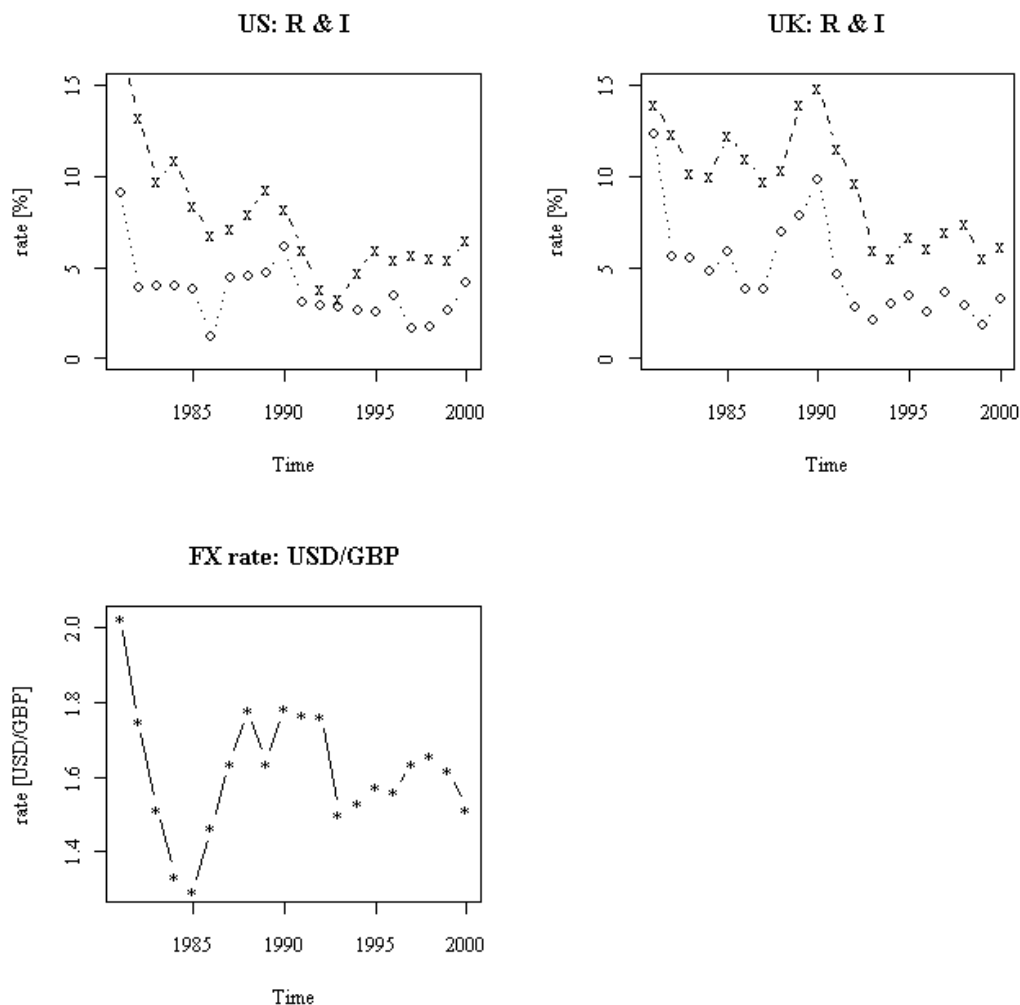 US: R & I
rate [%]
15
10
5
0
1985 1990 1995 2000
Time
UK: R & I
rate [%]
15
10
5
0
1985 1990 1995 2000
Time
FX rate: USD/GBP
rate [USD/GBP]
2.0
1.8
1.6
1.4
1985 1990 1995 2000
Time